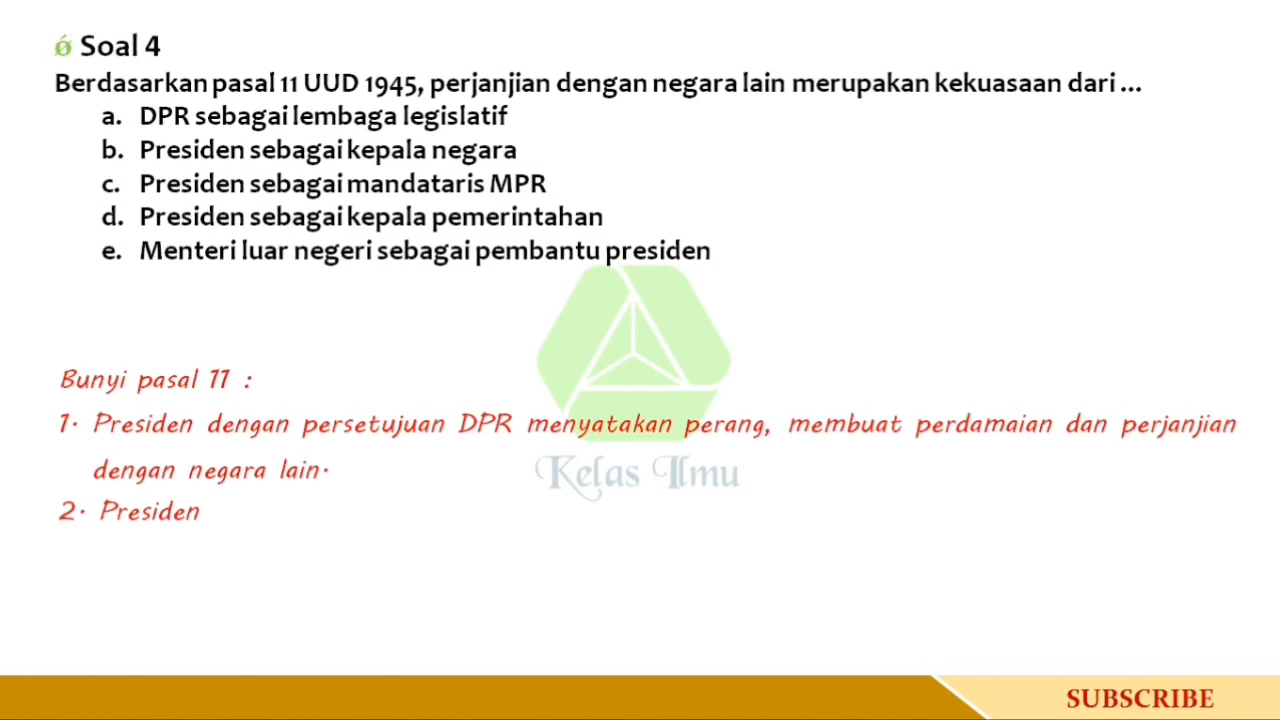 ǿ Soal 4
Berdasarkan pasal 11 UUD 1945, perjanjian dengan negara lain merupakan kekuasaan dari ...
a. DPR sebagai lembaga legislatif
b. Presiden sebagai kepala negara
c. Presiden sebagai mandataris MPR
d. Presiden sebagai kepala pemerintahan
e. Menteri luar negeri sebagai pembantu presiden
Bunyi pasal 11 :
1. Presiden dengan persetujuan DPR menyatakan perang, membuat perdamaian dan perjanjian
dengan negara lain.
Kelas Ilmu
2. Presiden
SUBSCRIBE